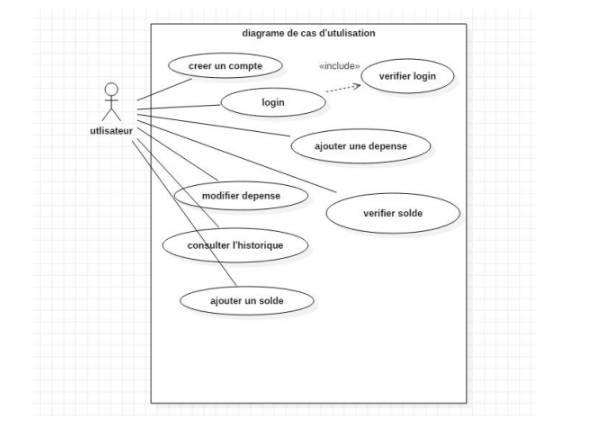 diagrame de cas d'utulisation
creer un compte
«include»
verifier login
login
utlisateur
ajouter une depense
modifier depense
verifier solde
consulter l'historique
ajouter un solde